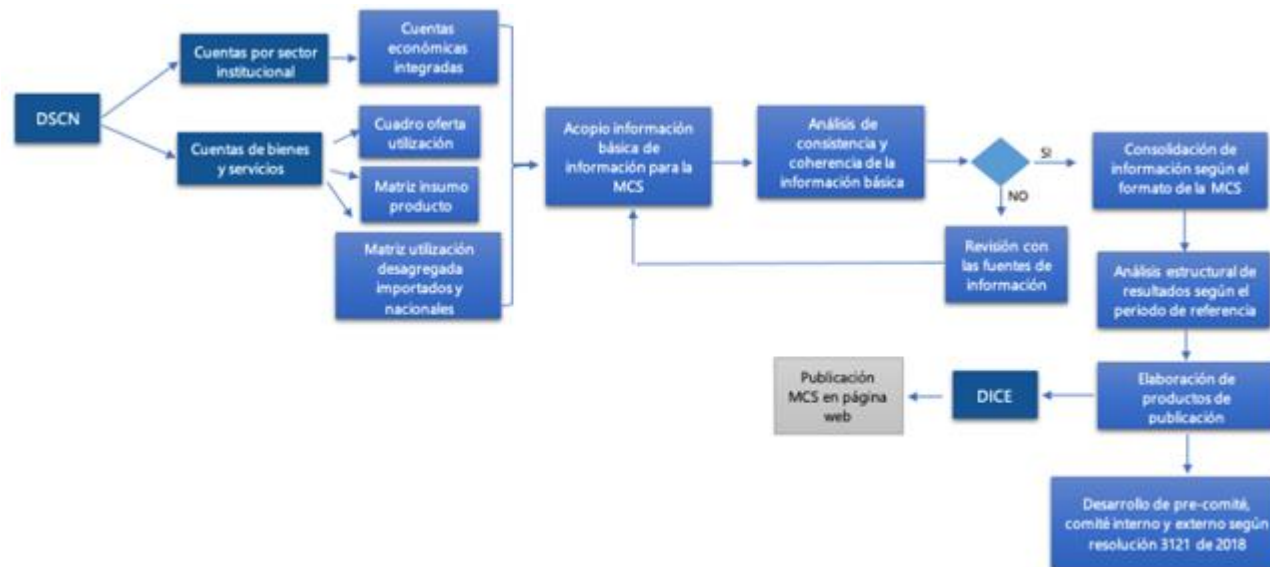 DSCN
Cuentas por sector
institucional
Cuentas
económicas
integradas
Cuentas de bienes
y servicios
Cuadro oferta
utilización
Matriz insumo
producto
Matriz utilización
desagregada
importados y
nacionales
Acopio información
básica de
información para la
MCS
Análisis de
consistencia y
coherencia de la
información básica
SI
NO
Revisión con
las fuentes de
información
Consolidación de
información según el
formato de la MCS
Análisis estructural de
resultados según el
periodo de referencia
Elaboración de
productos de
publicación
DICE
Publicación
MCS en página
web
Desarrollo de pre-comité,
comité interno y externo según
resolución 3121 de 2018